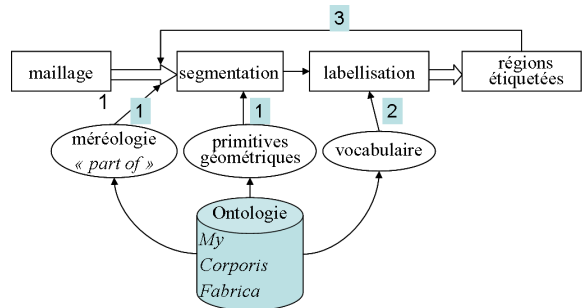 3
maillage
segmentation
labellisation
régions
étiquetées
1
1
1
2
méréologie
« part of »
primitives
géometriques
vocabulaire
Ontologie
My
Corporis
Fabrica